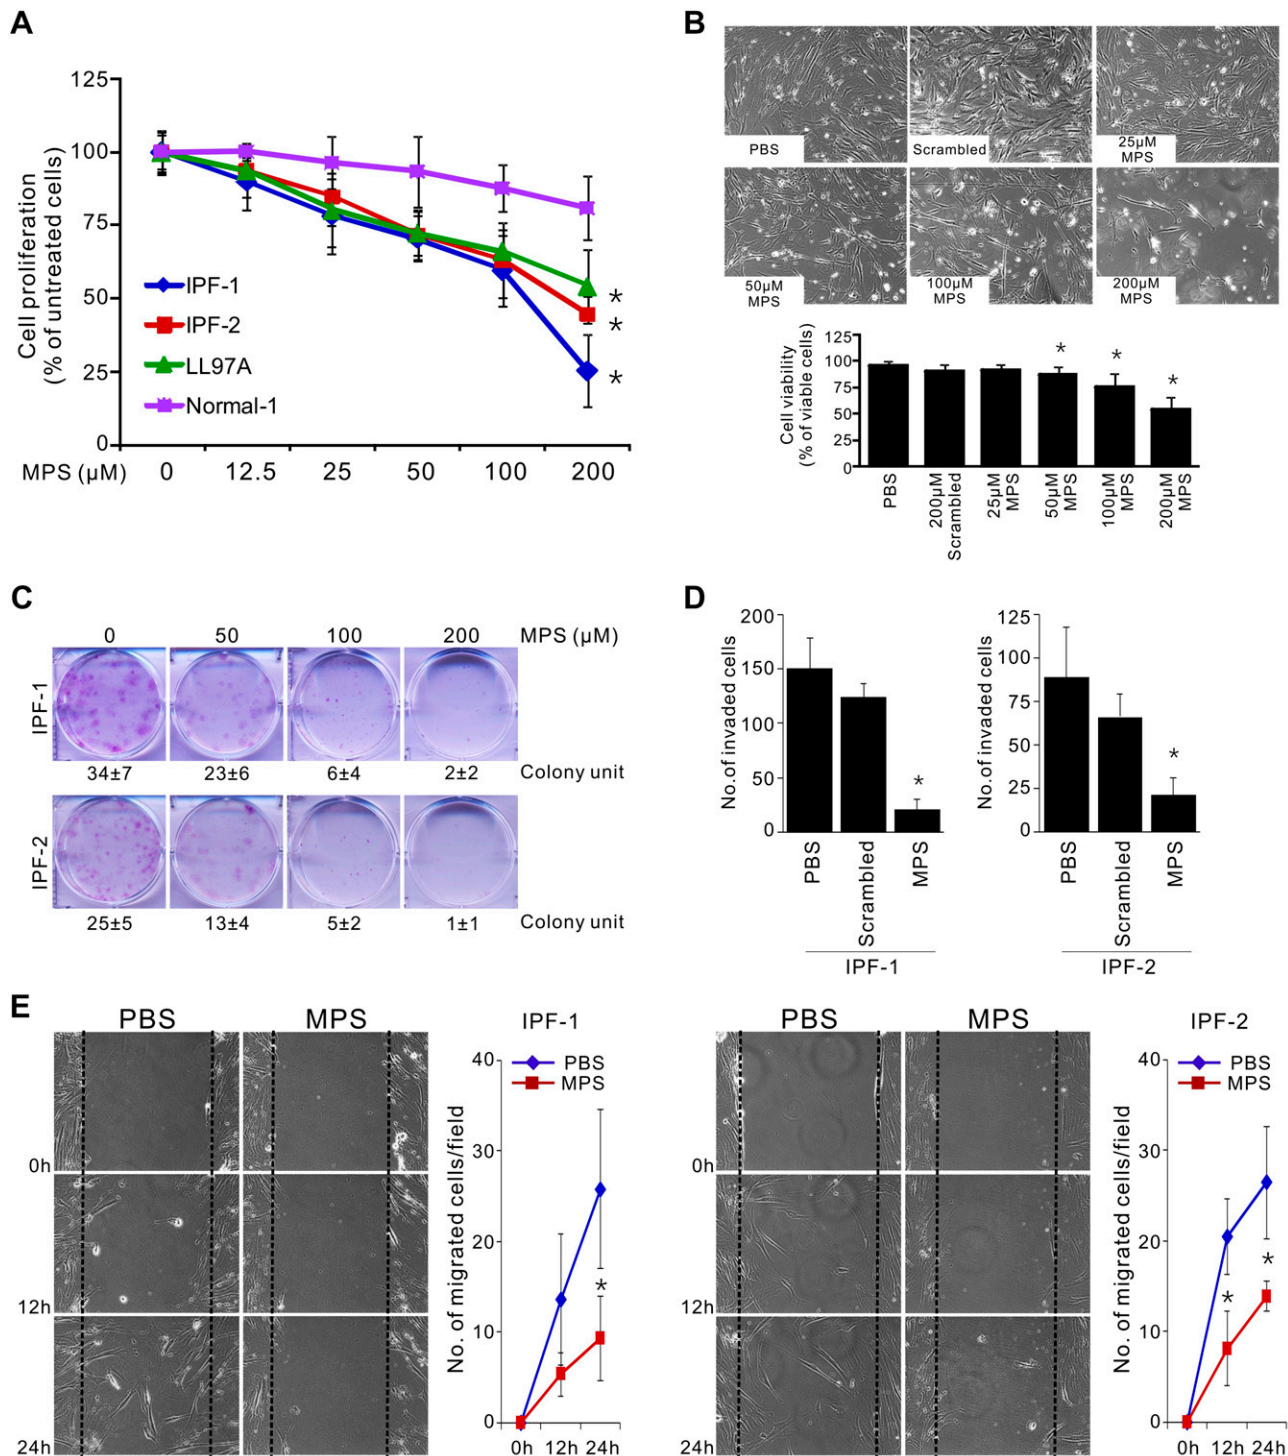 A
Cell proliferation
(% of untreated cells)
125
100
75
50
25
0
IPF-1
IPF-2
LL97A
Normal-1
*
*
*
MPS (µM)
0 12.5 25 50 100 200
B
PBS
Scrambled
25µM
MPS
50µM
MPS
100µM
MPS
200µM
MPS
Cell viability
(% of viable cells)
125
100
75
50
25
0
* * *
PBS
200µM
Scrambled
25µM
MPS
50µM
MPS
100µM
MPS
200µM
MPS
C
0 50 100 200 MPS (µM)
IPF-1
34±7 23±6 6±4 2±2 Colony unit
IPF-2
25±5 13±4 5±2 1±1 Colony unit
D
No.of invaded cells
200
150
100
50
0
*
PBS
Scrambled
MPS
IPF-1
No.of invaded cells
125
100
75
50
25
0
*
PBS
Scrambled
MPS
IPF-2
E
PBS MPS
0h
12h
24h
IPF-1
PBS
MPS
No. of migrated cells/field
40
30
20
10
0
*
0h 12h 24h
PBS MPS
0h
12h
24h
IPF-2
PBS
MPS
No. of migrated cells/field
40
30
20
10
0
*
*
0h 12h 24h